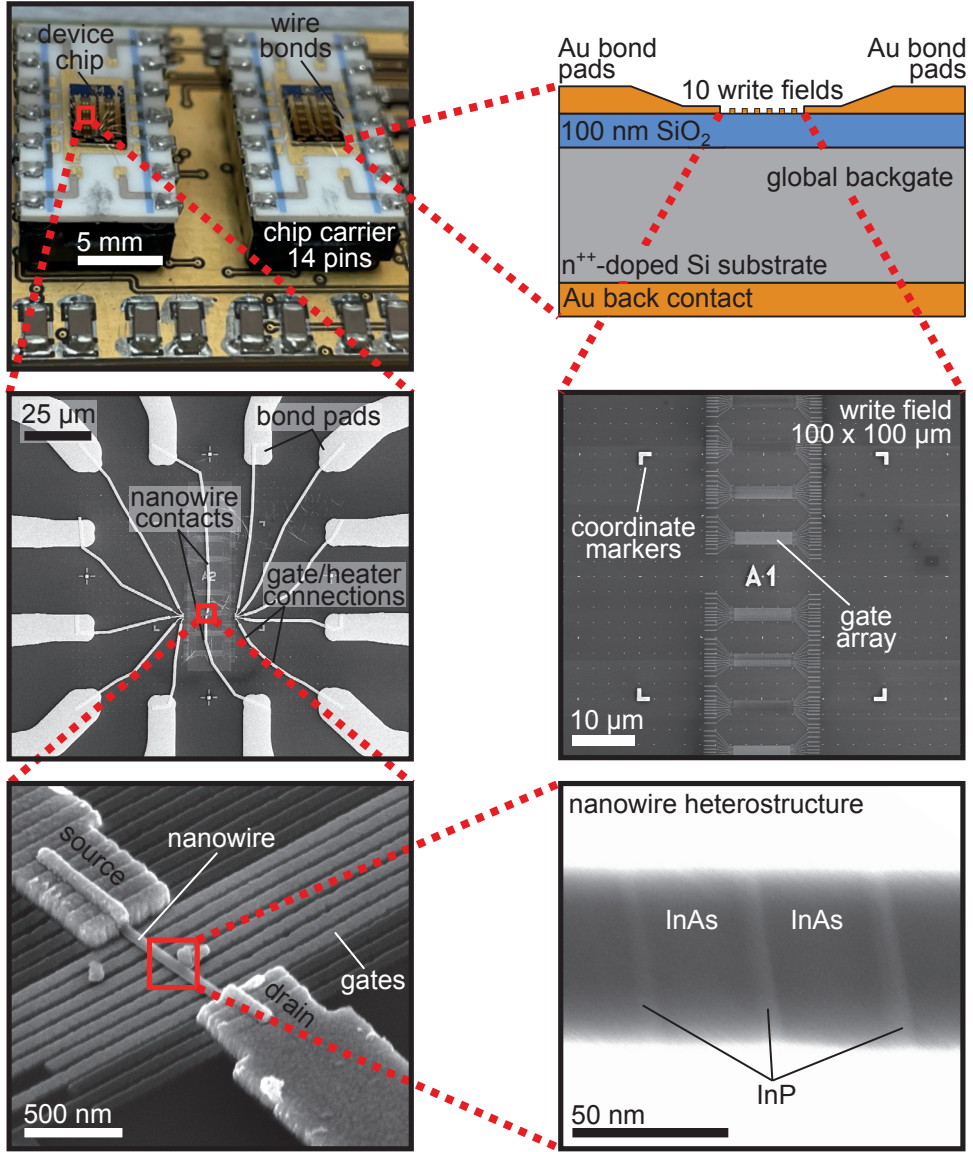 device
chip
wire
bonds
5 mm
chip carrier
14 pins
Au bond
pads
Au bond
pads
10 write fields
100 nm SiO₂
global backgate
n⁺⁺-doped Si substrate
Au back contact
25 µm
bond pads
nanowire
contacts
A2
gate/heater
connections
write field
100 x 100 µm
coordinate
markers
A1
gate
array
10 µm
source
nanowire
gates
drain
500 nm
nanowire heterostructure
InAs
InAs
InP
50 nm